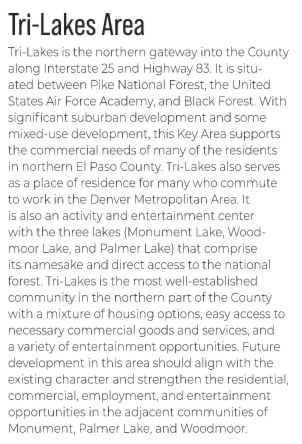 Tri-Lakes Area
Tri-Lakes is the northern gateway into the County
along Interstate 25 and Highway 83. It is situ-
ated between Pike National Forest, the United
States Air Force Academy, and Black Forest. With
significant suburban development and some
mixed-use development, this Key Area supports
the commercial needs of many of the residents
in northern El Paso County. Tri-Lakes also serves
as a place of residence for many who commute
to work in the Denver Metropolitan Area. It
is also an activity and entertainment center
with the three lakes (Monument Lake, Wood-
moor Lake, and Palmer Lake) that comprise
its namesake and direct access to the national
forest. Tri-Lakes is the most well-established
community in the northern part of the County
with a mixture of housing options, easy access to
necessary commercial goods and services, and
a variety of entertainment opportunities. Future
development in this area should align with the
existing character and strengthen the residential,
commercial, employment, and entertainment
opportunities in the adjacent communities of
Monument, Palmer Lake, and Woodmoor.